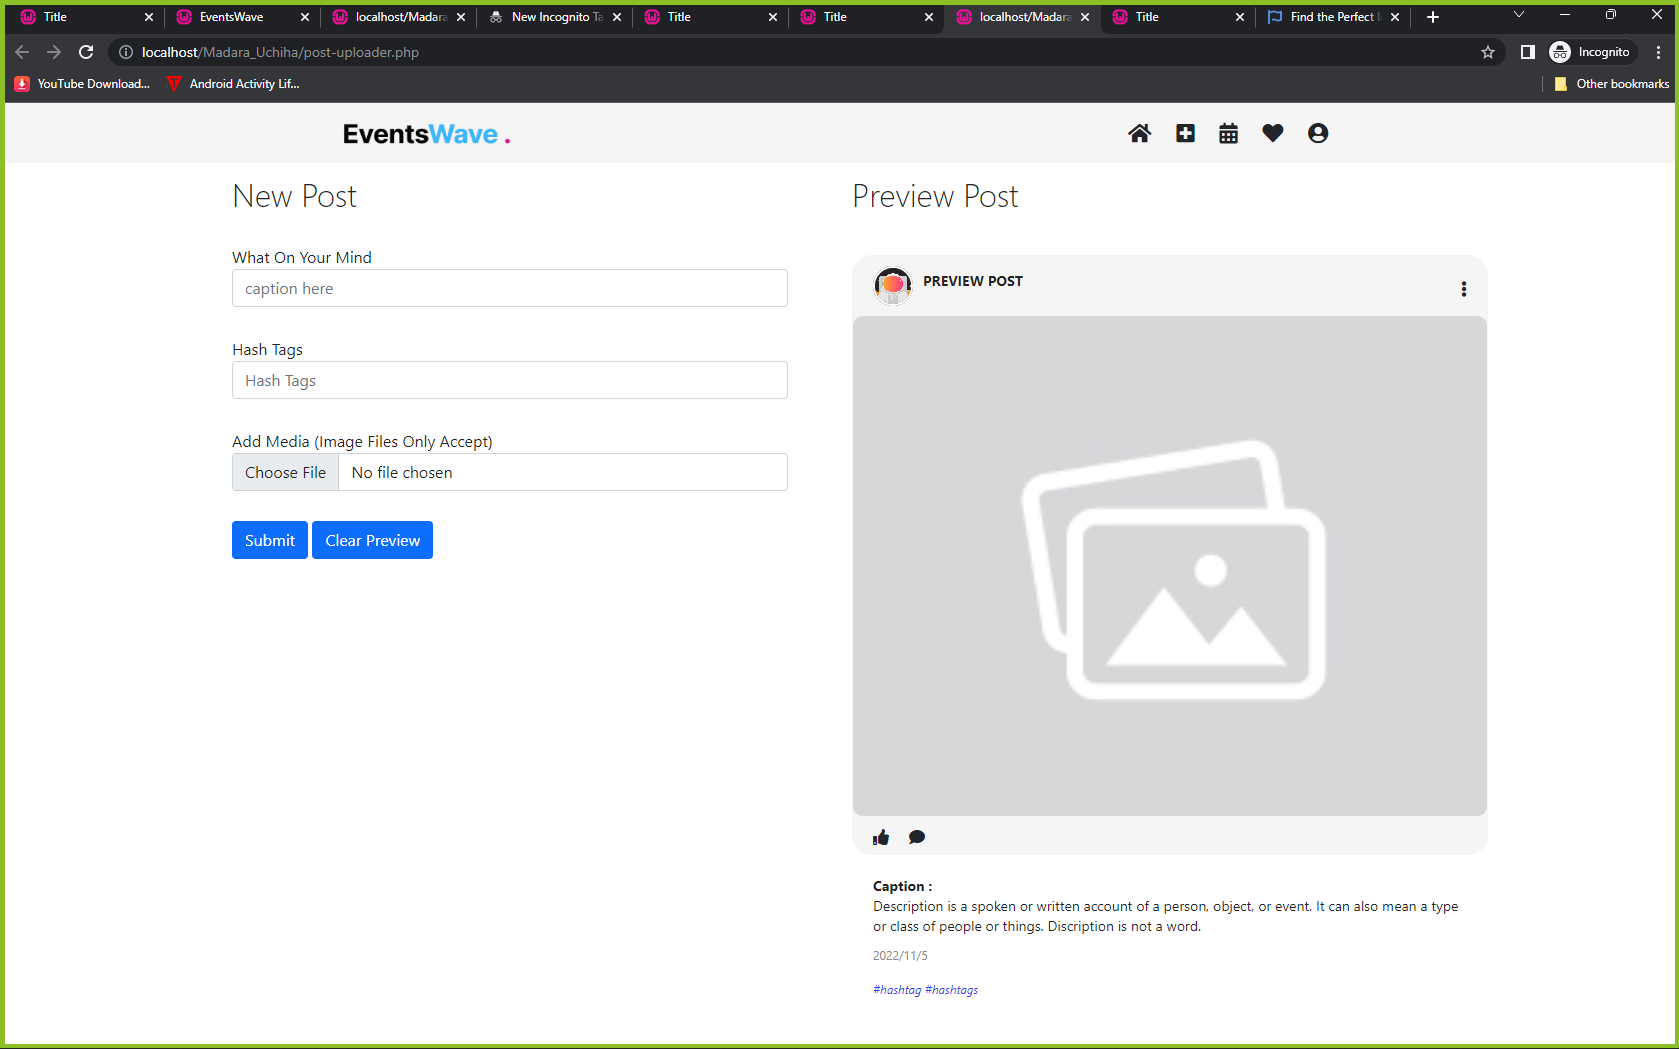 Title
EventsWave
localhost/Madara
New Incognito Ta
Title
Title
localhost/Madara
Title
Find the Perfect I
localhost/Madara_Uchiha/post-uploader.php
Incognito
YouTube Download...
Android Activity Lif...
Other bookmarks
EventsWave .
New Post
What On Your Mind
caption here
Hash Tags
Hash Tags
Add Media (Image Files Only Accept)
Choose File No file chosen
Submit Clear Preview
Preview Post
PREVIEW POST
Caption :
Description is a spoken or written account of a person, object, or event. It can also mean a type
or class of people or things. Discription is not a word.
2022/11/5
#hashtag #hashtags